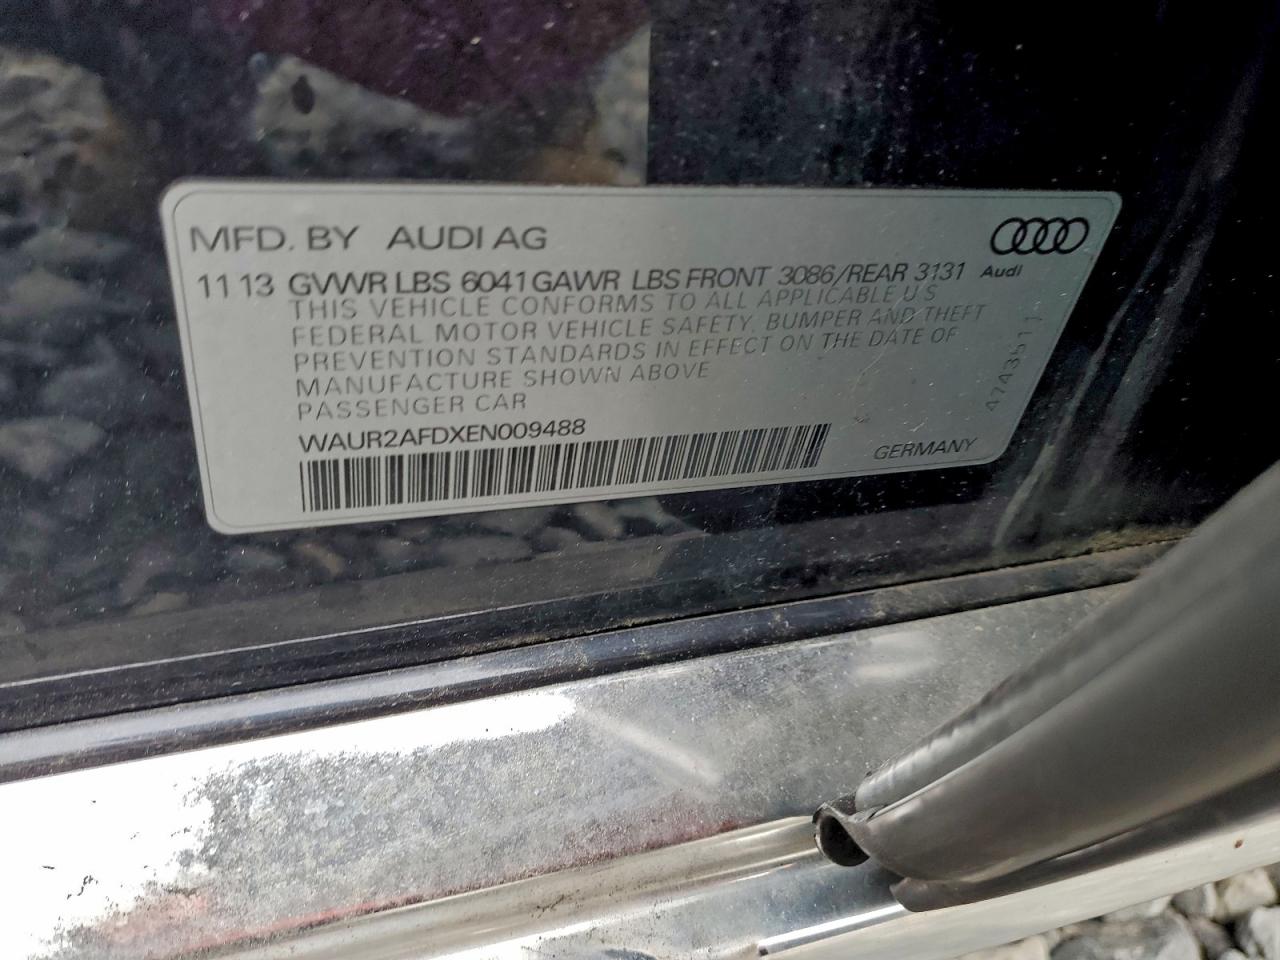 MFD. BY AUDI AG
11 13 GVWR LBS 6041 GAWR LBS FRONT 3086/REAR 3131
Audi
THIS VEHICLE CONFORMS TO ALL APPLICABLE U S
FEDERAL MOTOR VEHICLE SAFETY, BUMPER AND THEFT
PREVENTION STANDARDS IN EFFECT ON THE DATE OF
MANUFACTURE SHOWN ABOVE
PASSENGER CAR
WAUR2AFDXEN009488
GERMANY
4743511